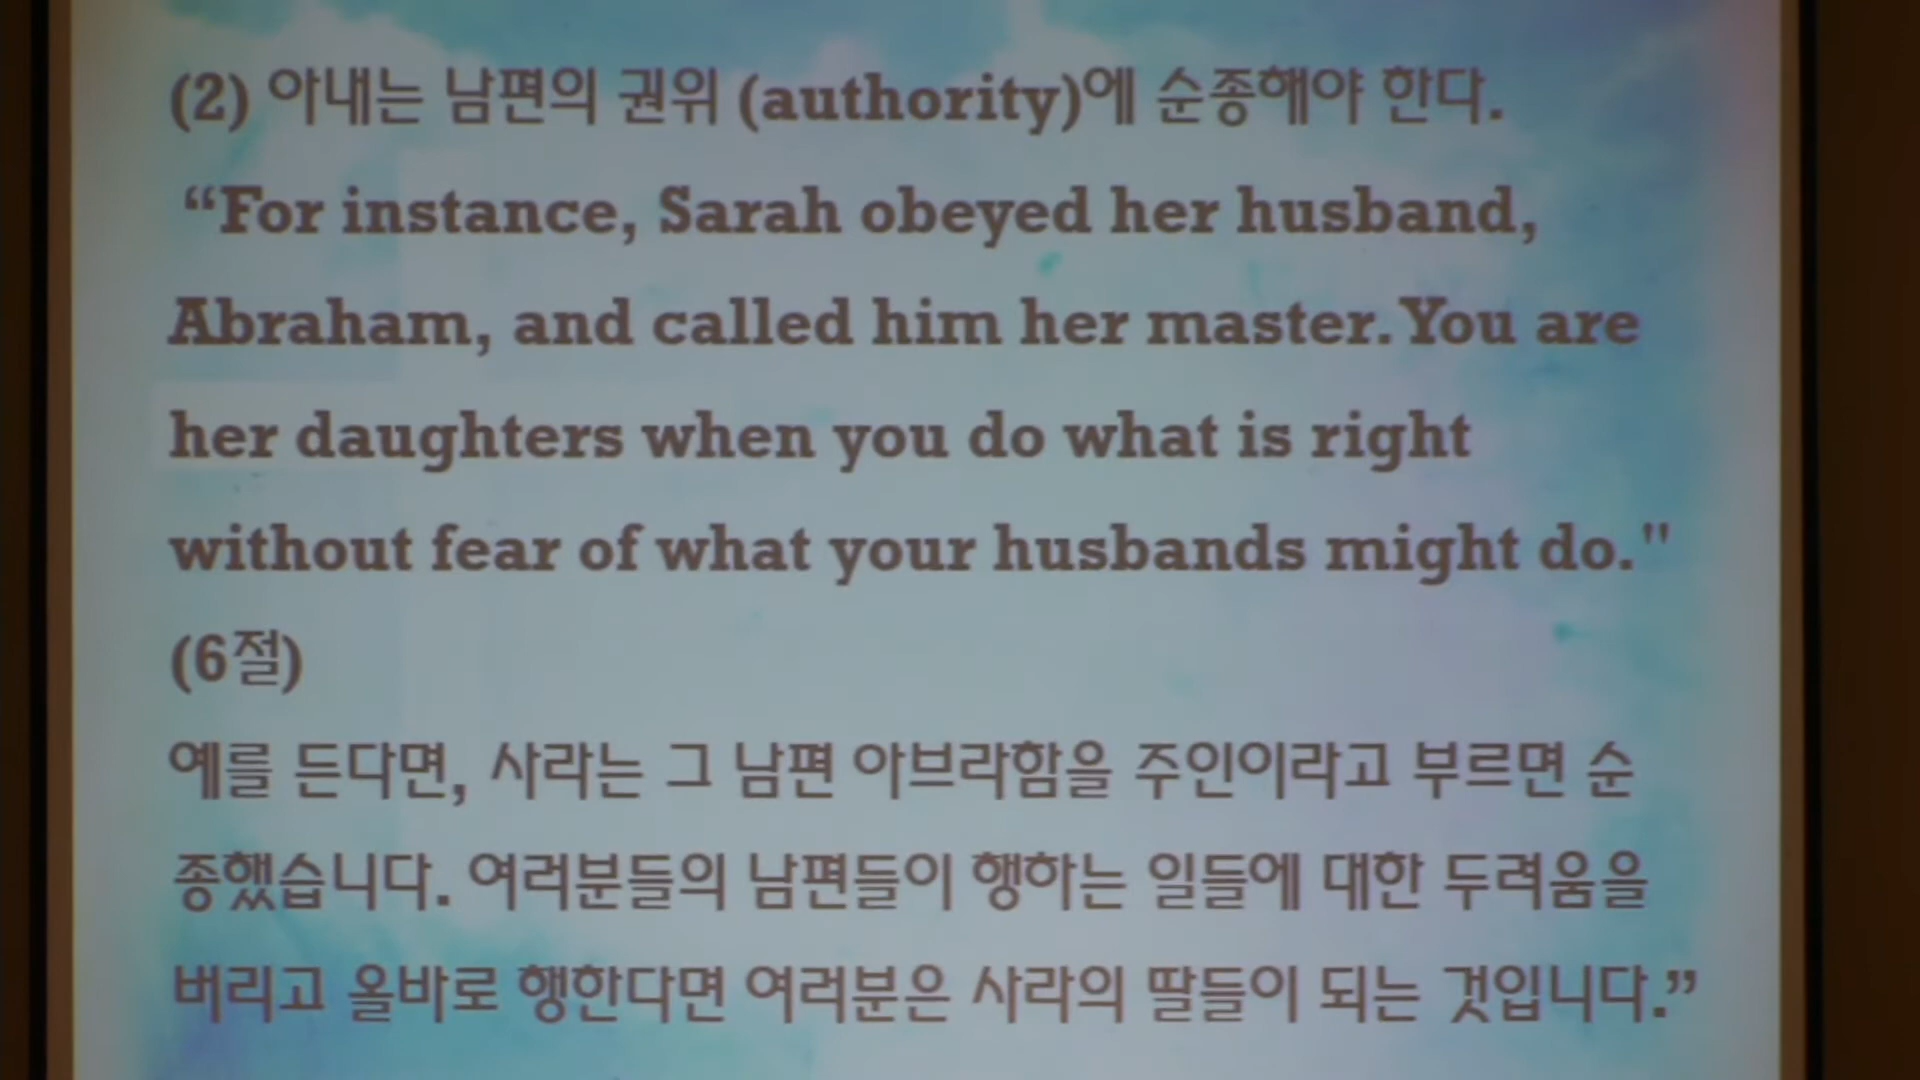 (2) 아내는 남편의 권위 (authority)에 순종해야 한다.
“For instance, Sarah obeyed her husband,
Abraham, and called him her master. You are
her daughters when you do what is right
without fear of what your husbands might do."
(6절)
예를 든다면, 사라는 그 남편 아브라함을 주인이라고 부르면 순
종했습니다. 여러분들의 남편들이 행하는 일들에 대한 두려움을
버리고 올바로 행한다면 여러분은 사라의 딸들이 되는 것입니다.”